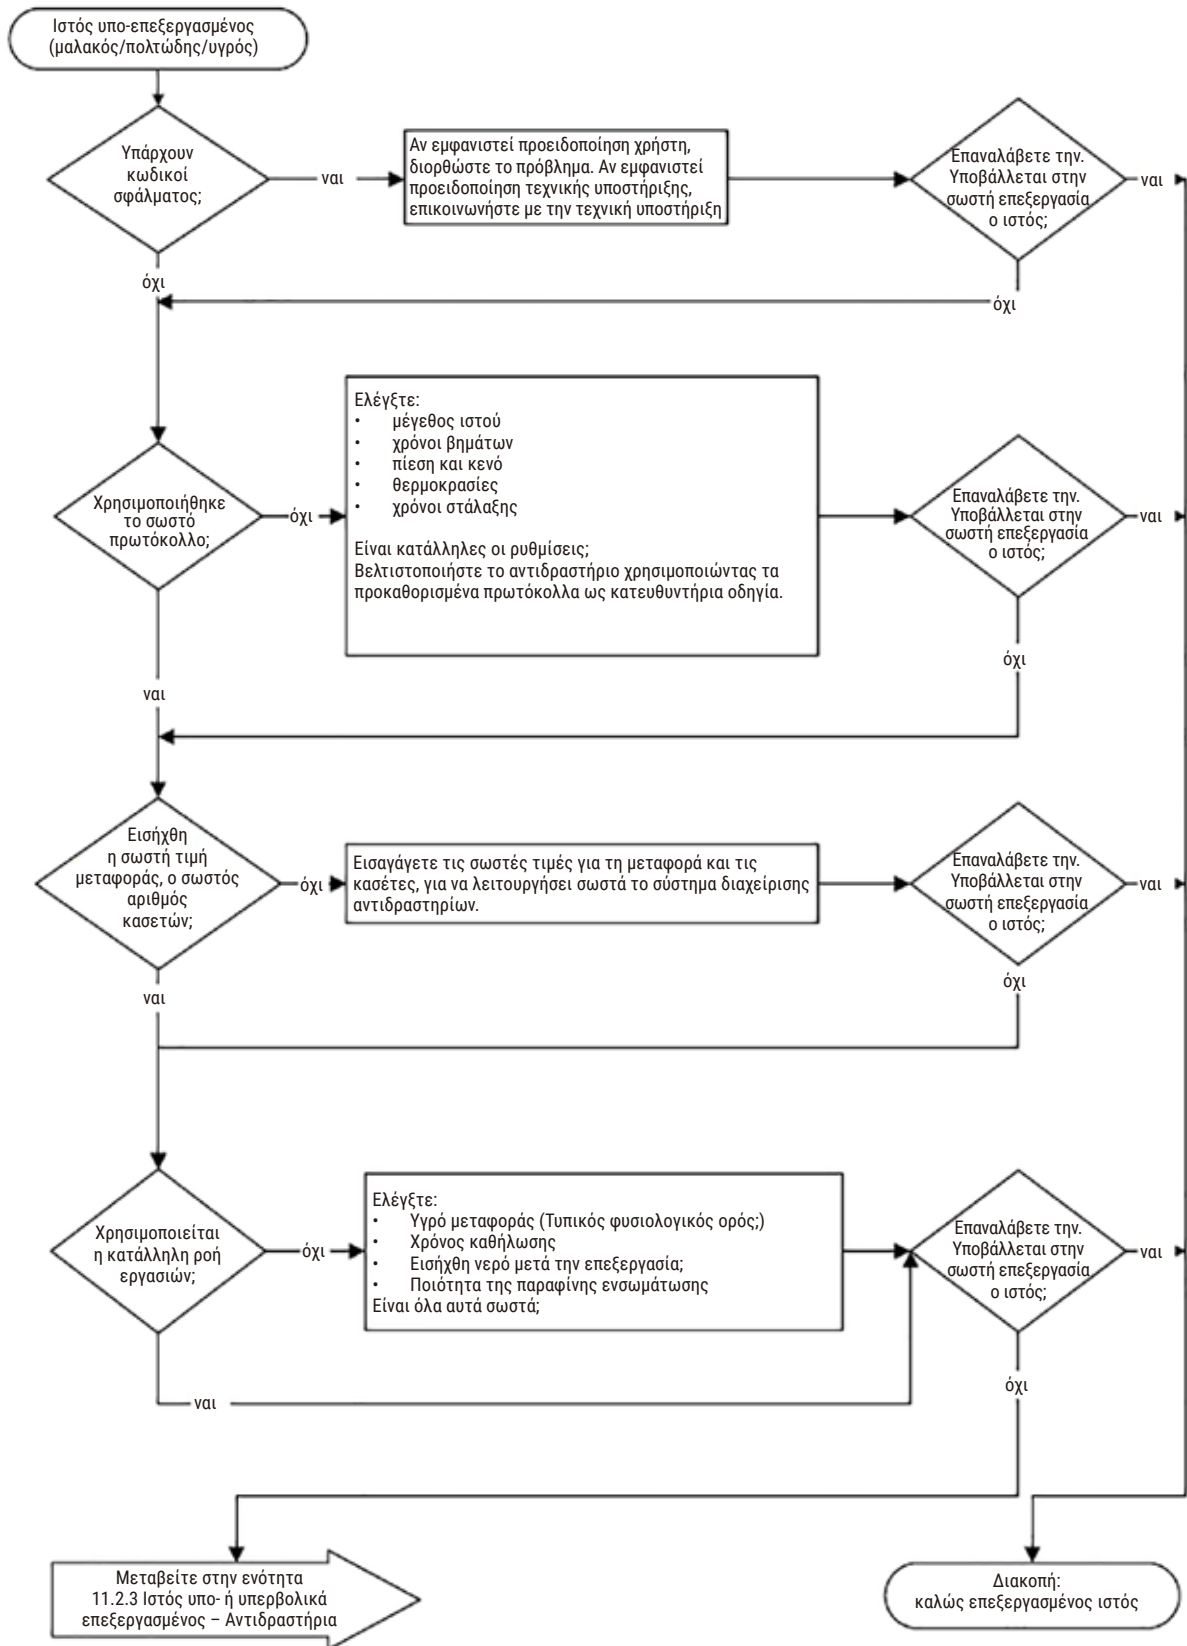 Ιστός υπο-επεξεργασμένος
(μαλακός/πολτώδης/υγρός)
Υπάρχουν
κωδικοί
σφάλματος;
ναι
Αν εμφανιστεί προειδοποίηση χρήστη,
διορθώστε το πρόβλημα. Αν εμφανιστεί
προειδοποίηση τεχνικής υποστήριξης,
επικοινωνήστε με την τεχνική υποστήριξη
Επαναλάβετε την.
Υποβάλλεται στην
σωστή επεξεργασία
ο ιστός;
ναι
όχι
όχι
Χρησιμοποιήθηκε
το σωστό
πρωτόκολλο;
όχι
Ελέγξτε:
• μέγεθος ιστού
• χρόνοι βημάτων
• πίεση και κενό
• θερμοκρασίες
• χρόνοι στάλαξης
Είναι κατάλληλες οι ρυθμίσεις;
Βελτιστοποιήστε το αντιδραστήριο χρησιμοποιώντας τα
προκαθορισμένα πρωτόκολλα ως κατευθυντήρια οδηγία.
Επαναλάβετε την.
Υποβάλλεται στην
σωστή επεξεργασία
ο ιστός;
ναι
όχι
ναι
Εισήχθη
η σωστή τιμή
μεταφοράς, ο σωστός
αριθμός
κασετών;
όχι
Εισαγάγετε τις σωστές τιμές για τη μεταφορά και τις
κασέτες, για να λειτουργήσει σωστά το σύστημα διαχείρισης
αντιδραστηρίων.
Επαναλάβετε την.
Υποβάλλεται στην
σωστή επεξεργασία
ο ιστός;
ναι
όχι
ναι
Χρησιμοποιείται
η κατάλληλη ροή
εργασιών;
όχι
Ελέγξτε:
• Υγρό μεταφοράς (Τυπικός φυσιολογικός ορός;)
• Χρόνος καθήλωσης
• Εισήχθη νερό μετά την επεξεργασία;
• Ποιότητα της παραφίνης ενσωμάτωσης
Είναι όλα αυτά σωστά;
Επαναλάβετε την.
Υποβάλλεται στην
σωστή επεξεργασία
ο ιστός;
ναι
όχι
ναι
Μεταβείτε στην ενότητα
11.2.3 Ιστός υπο- ή υπερβολικά
επεξεργασμένος – Αντιδραστήρια
Διακοπή:
καλώς επεξεργασμένος ιστός